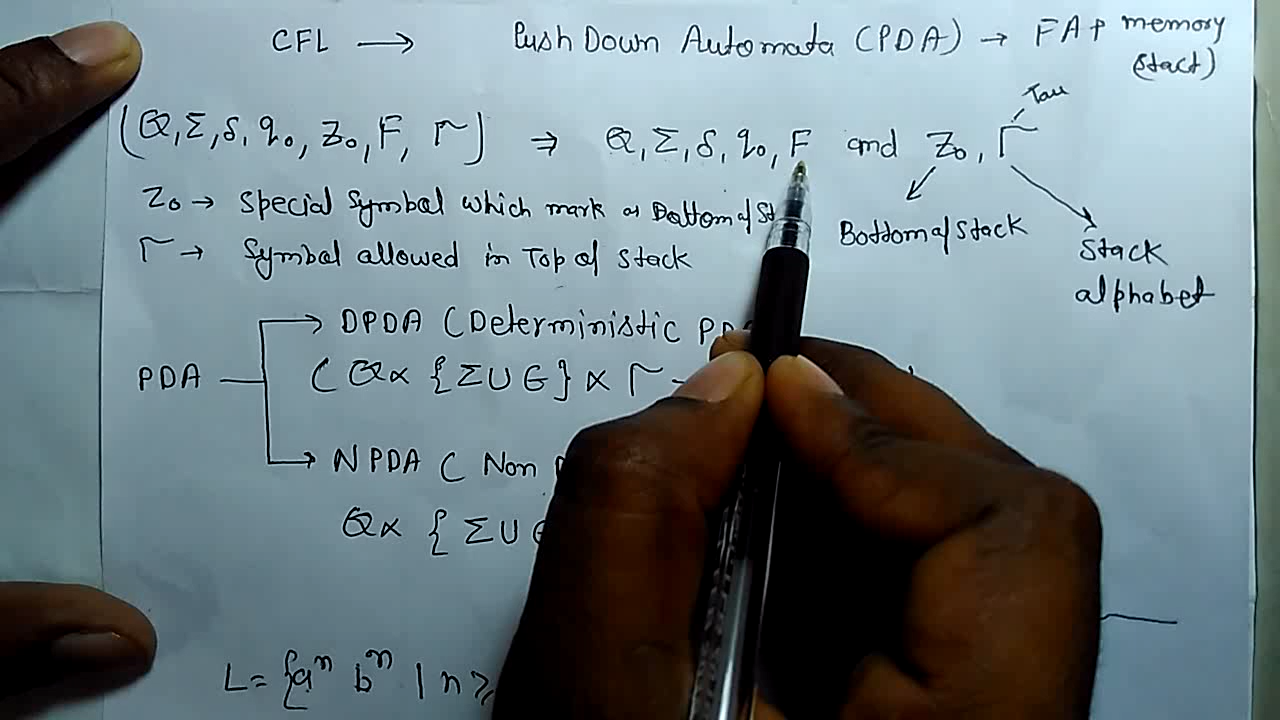 CFL → Push Down Automata (PDA) → FA + memory
(stact)
(Q, Σ, δ, q₀, Z₀, F, Γ) ⇒ Q, Σ, δ, q₀, F and Z₀, Γ
Tau
Z₀ → Special Symbol which mark as Bottom of St
Bottom of Stack
Γ → Symbol allowed in Top of Stack
Stack
alphabet
DPDA (Deterministic PD
PDA
(Q × {Σ ∪ ε} × Γ
NPDA ( Non
Q × { Σ ∪ ε
L = {aⁿ bⁿ | n ≥